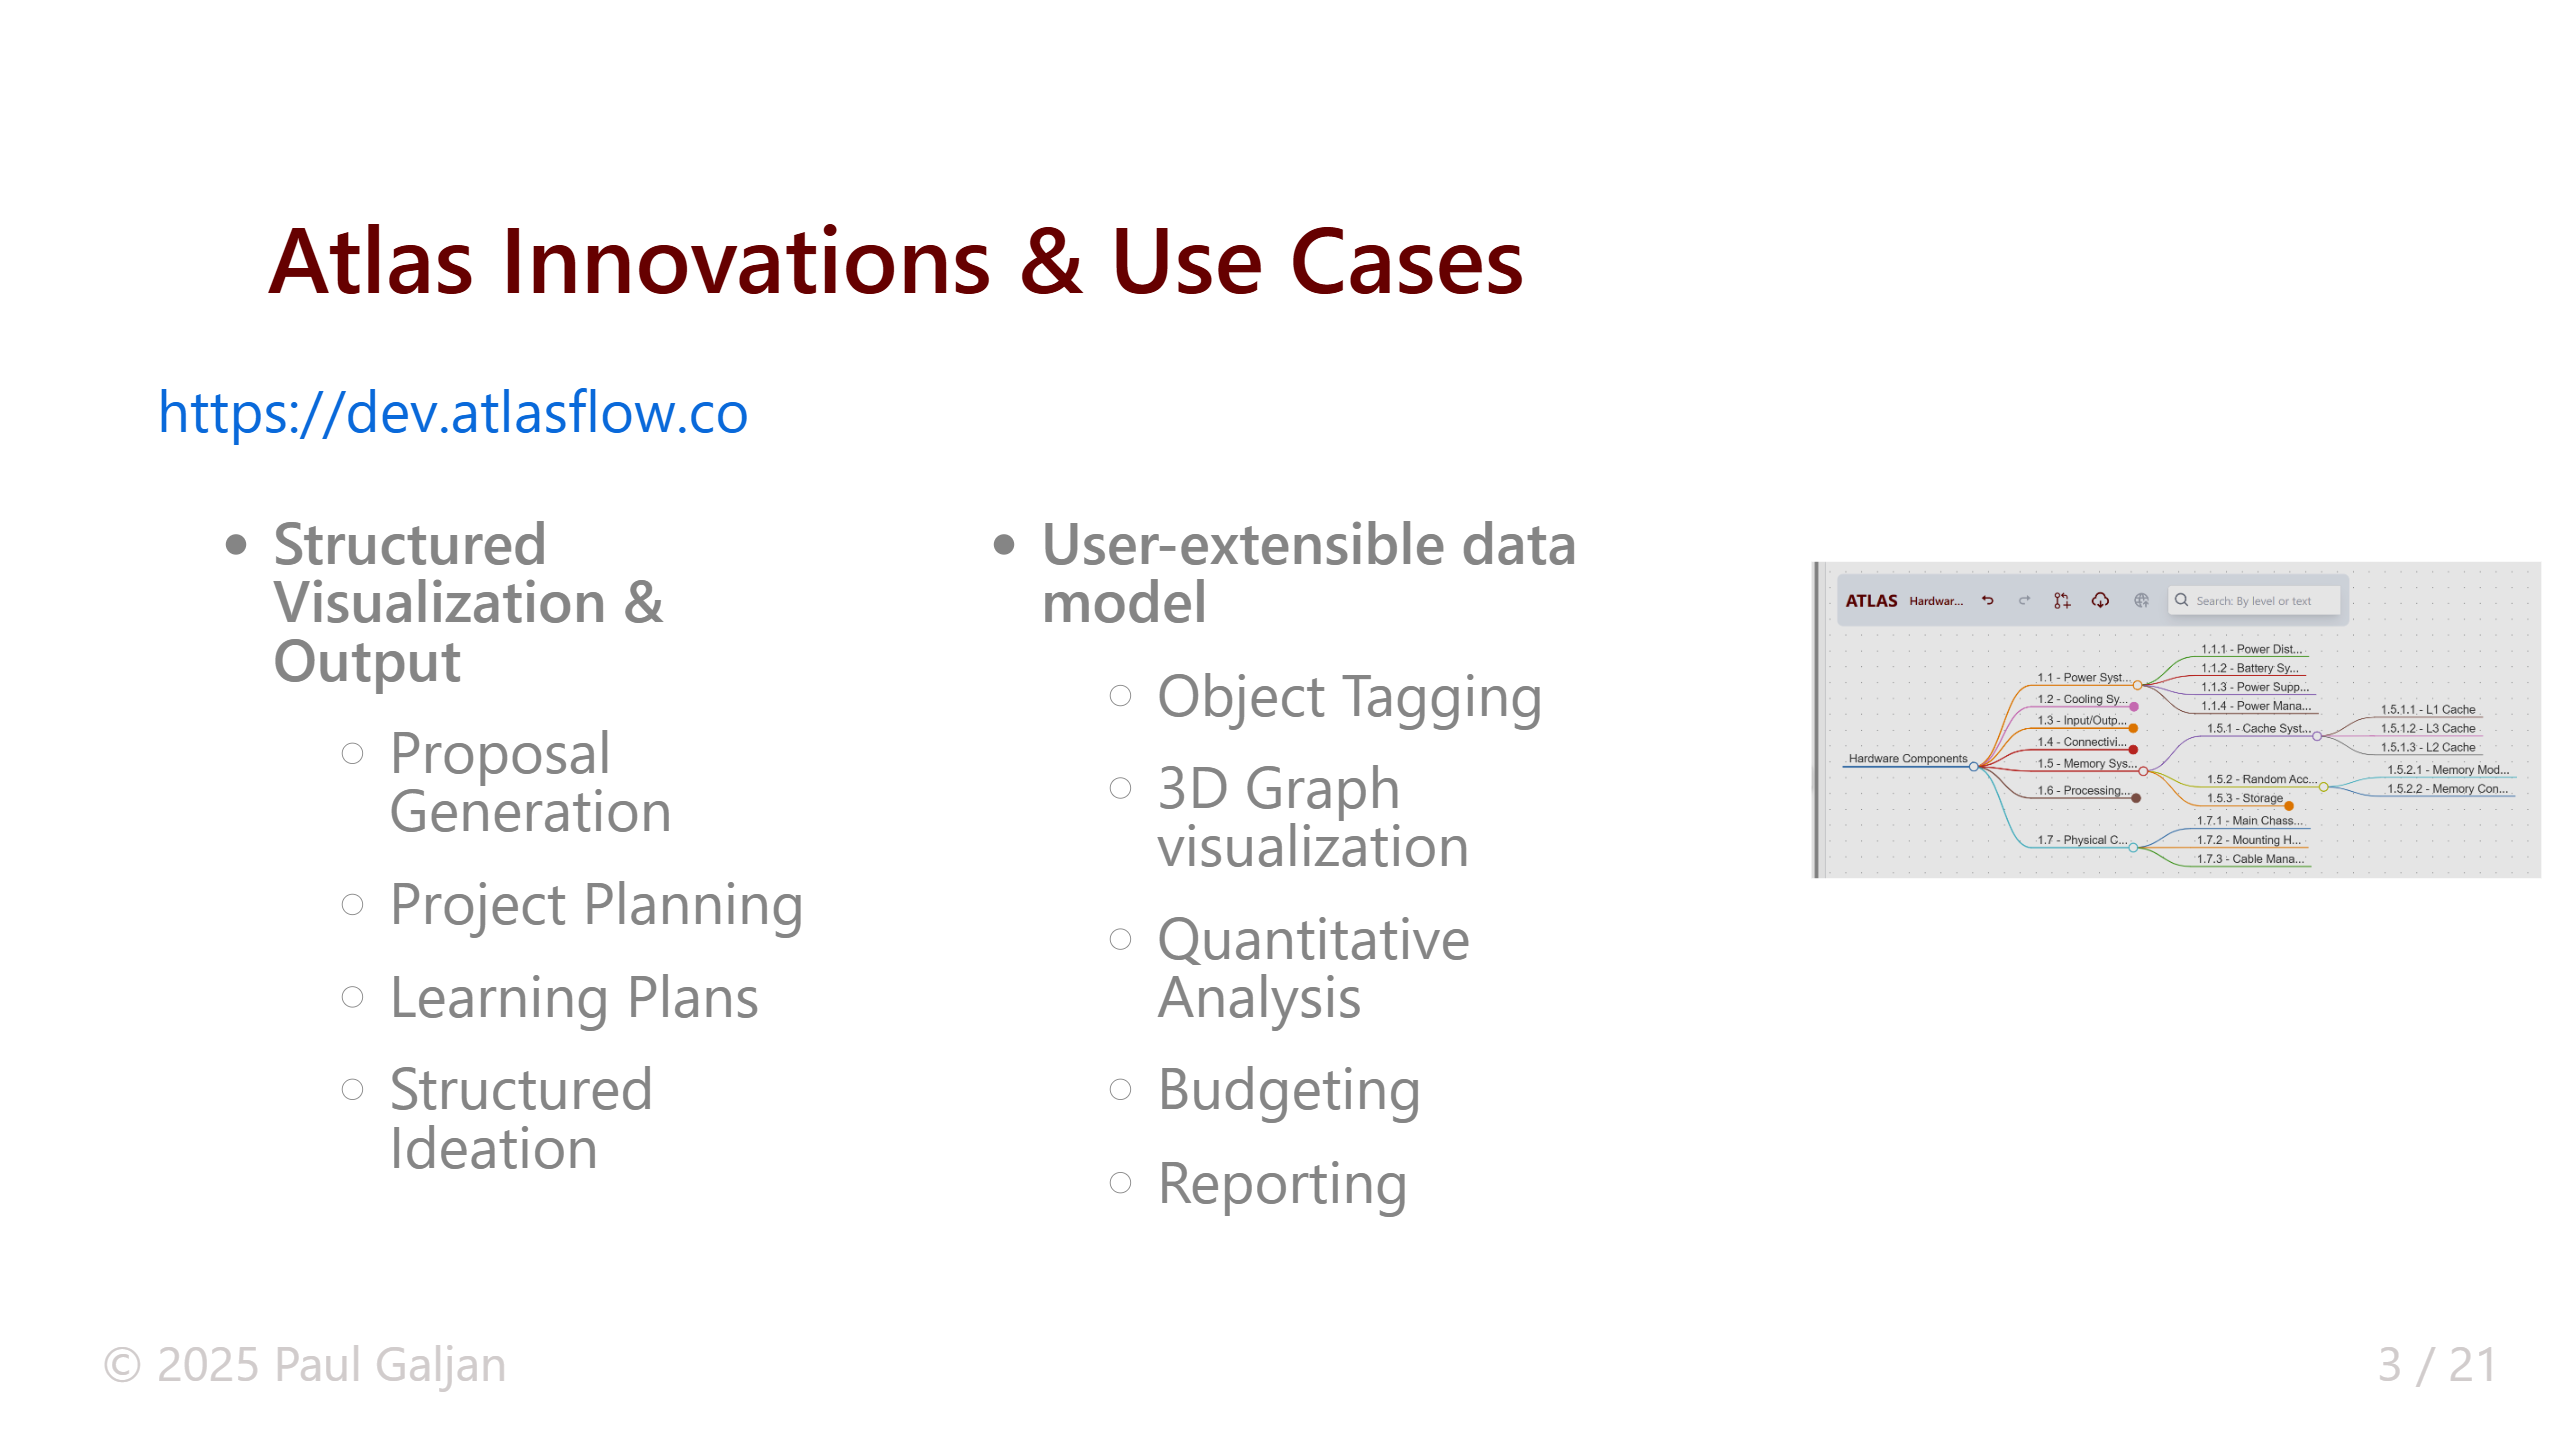 Atlas Innovations & Use Cases
https://dev.atlasflow.co
Structured
Visualization &
Output
Proposal
Generation
Project Planning
Learning Plans
Structured
Ideation
User-extensible data
model
Object Tagging
3D Graph
visualization
Quantitative
Analysis
Budgeting
Reporting
ATLAS Hardwar... Search: By level or text
Hardware Components
1.1 - Power Syst...
1.2 - Cooling Sy...
1.3 - Input/Outp...
1.4 - Connectivi...
1.5 - Memory Sys...
1.6 - Processing...
1.7 - Physical C...
1.1.1 - Power Dist...
1.1.2 - Battery Sy...
1.1.3 - Power Supp...
1.1.4 - Power Mana...
1.5.1 - Cache Syst...
1.5.2 - Random Acc...
1.5.3 - Storage
1.7.1 - Main Chass...
1.7.2 - Mounting H...
1.7.3 - Cable Mana...
1.5.1.1 - L1 Cache
1.5.1.2 - L3 Cache
1.5.1.3 - L2 Cache
1.5.2.1 - Memory Mod...
1.5.2.2 - Memory Con...
© 2025 Paul Galjan
3 / 21